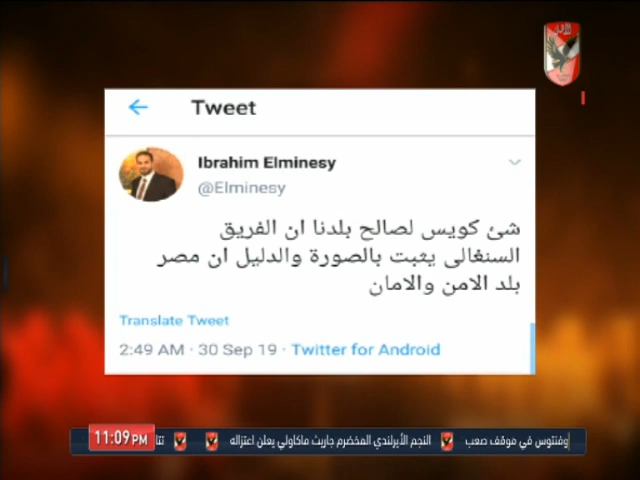 Tweet
Ibrahim Elminesy
@Elminesy
شئ كويس لصالح بلدنا ان الفريق
السنغالى يثبت بالصورة والدليل ان مصر
بلد الامن والامان
Translate Tweet
2:49 AM · 30 Sep 19 · Twitter for Android
11:09 PM
وفنتوس في موقف صعب
النجم الأيرلندي المخضرم جاريث ماكاولي يعلن اعتزاله
تتا